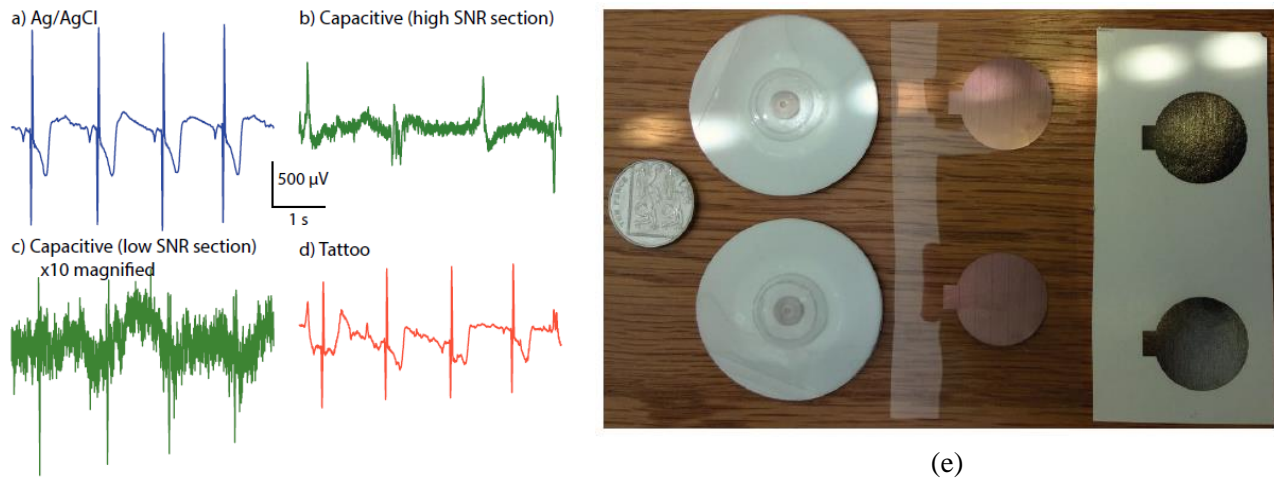 a) Ag/AgCl
b) Capacitive (high SNR section)
500 μV
1 s
c) Capacitive (low SNR section)
x10 magnified
d) Tattoo
(e)